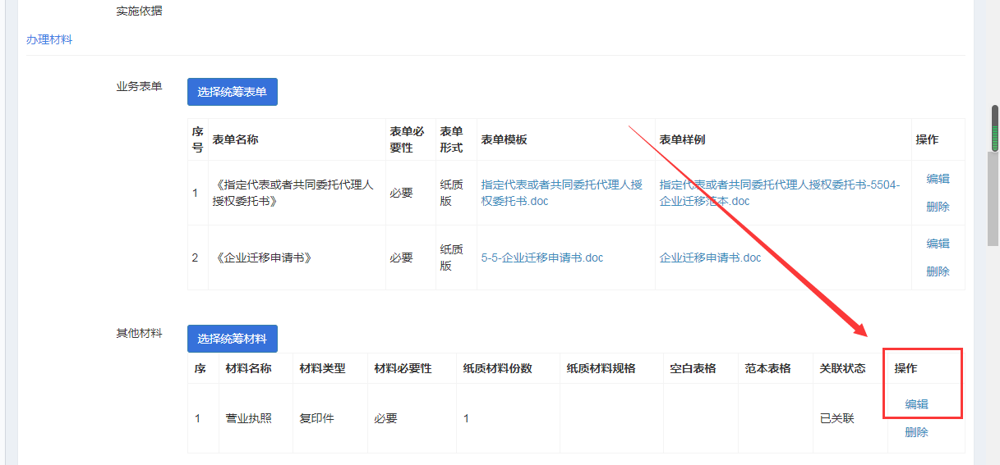 实施依据
办理材料
业务表单
选择统筹表单
序号 表单名称 表单必要性 表单形式 表单模板 表单样例 操作
1 《指定代表或者共同委托代理人授权委托书》 必要 纸质版 指定代表或者共同委托代理人授权委托书.doc 指定代表或者共同委托代理人授权委托书-5504-企业迁移范本.doc 编辑 删除
2 《企业迁移申请书》 必要 纸质版 5-5-企业迁移申请书.doc 企业迁移申请书.doc 编辑 删除
其他材料
选择统筹材料
序 材料名称 材料类型 材料必要性 纸质材料份数 纸质材料规格 空白表格 范本表格 关联状态 操作
1 营业执照 复印件 必要 1 已关联 编辑 删除